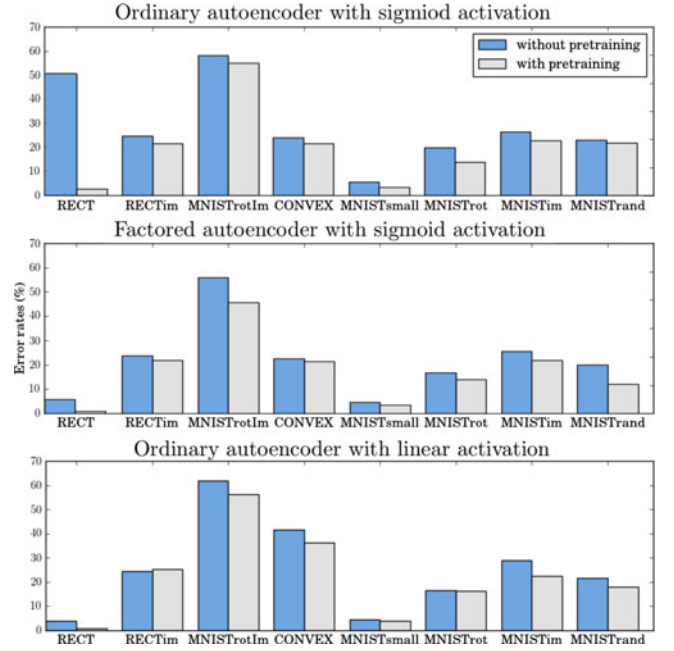 Ordinary autoencoder with sigmiod activation
without pretraining
with pretraining
70
60
50
40
30
20
10
0
RECT RECTim MNISTrotIm CONVEX MNISTsmall MNISTrot MNISTim MNISTrand
Factored autoencoder with sigmoid activation
Error rates (%)
70
60
50
40
30
20
10
0
RECT RECTim MNISTrotIm CONVEX MNISTsmall MNISTrot MNISTim MNISTrand
Ordinary autoencoder with linear activation
70
60
50
40
30
20
10
0
RECT RECTim MNISTrotIm CONVEX MNISTsmall MNISTrot MNISTim MNISTrand